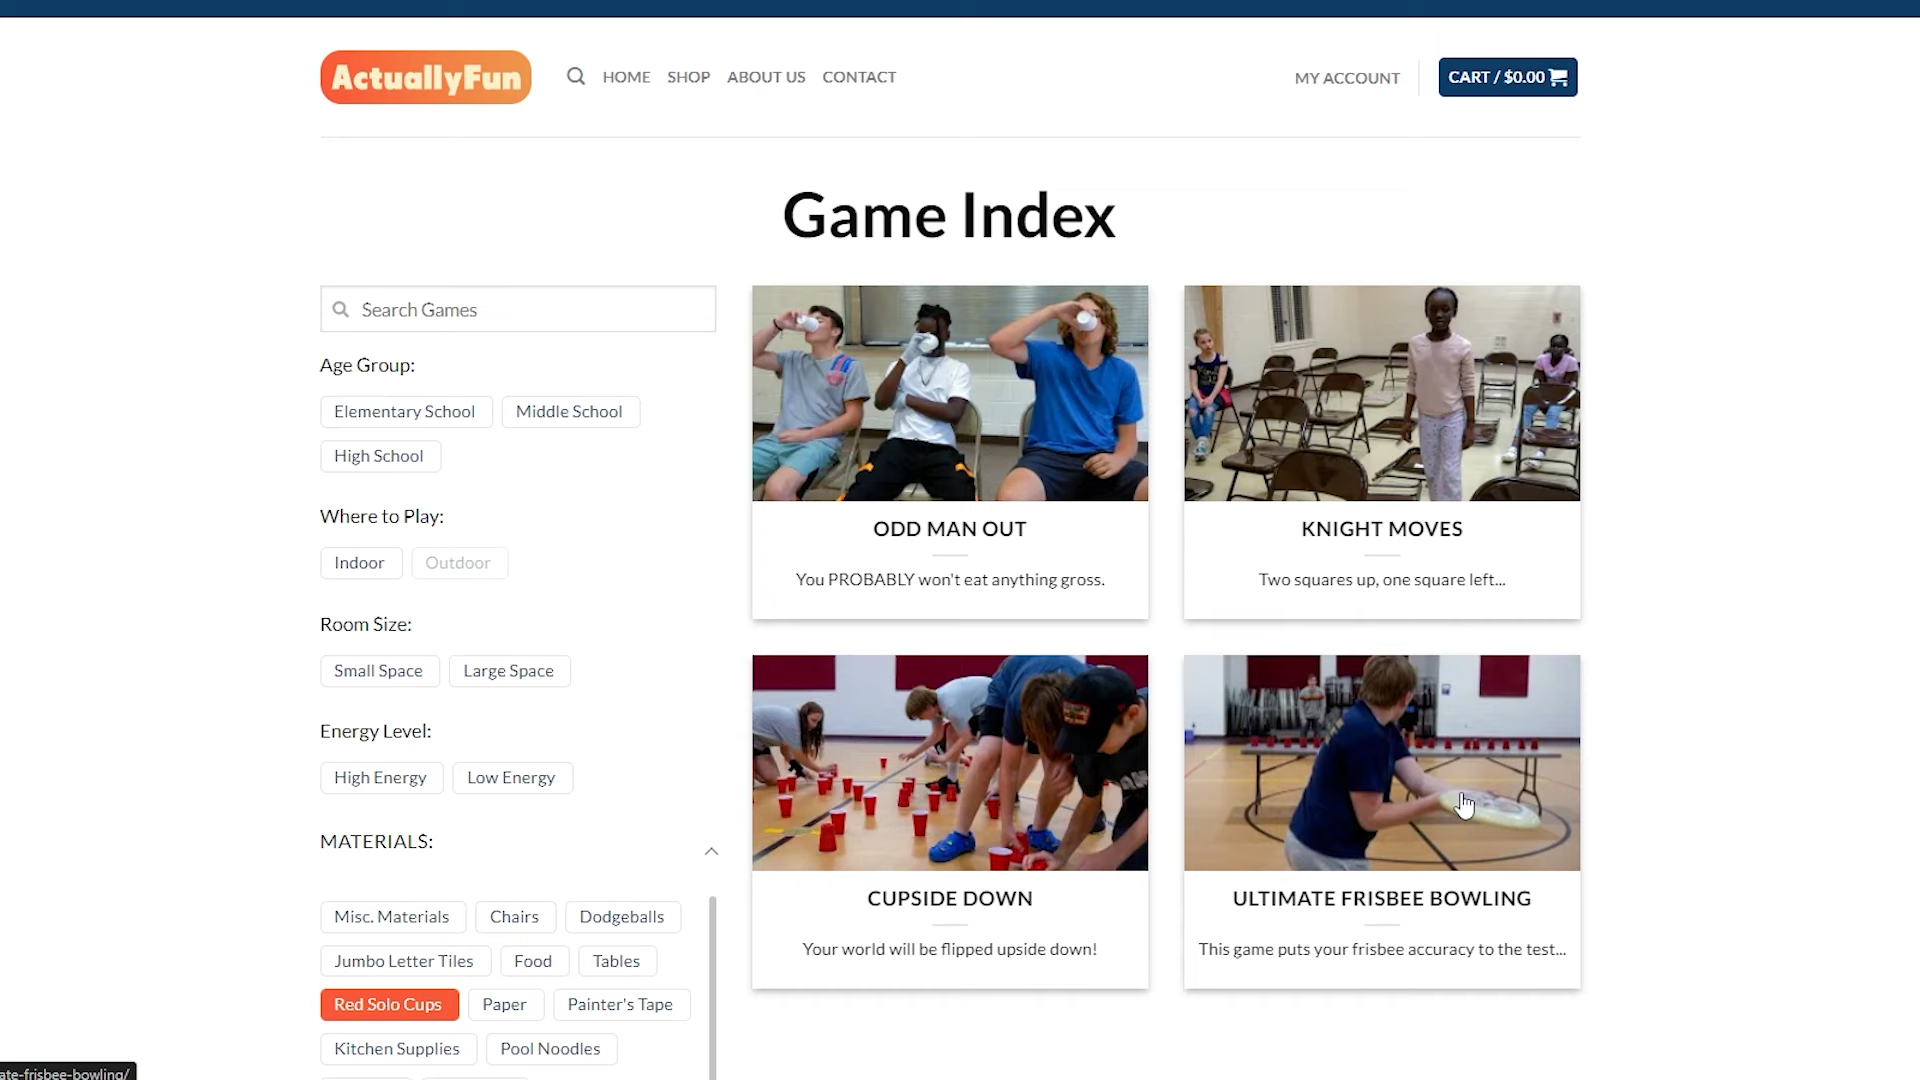 ActuallyFun
HOME SHOP ABOUT US CONTACT
MY ACCOUNT
CART / $0.00
Game Index
Search Games
Age Group:
Elementary School Middle School
High School
Where to Play:
Indoor Outdoor
Room Size:
Small Space Large Space
Energy Level:
High Energy Low Energy
MATERIALS:
Misc. Materials Chairs Dodgeballs
Jumbo Letter Tiles Food Tables
Red Solo Cups Paper Painter's Tape
Kitchen Supplies Pool Noodles
ODD MAN OUT
You PROBABLY won't eat anything gross.
KNIGHT MOVES
Two squares up, one square left...
CUPSIDE DOWN
Your world will be flipped upside down!
ULTIMATE FRISBEE BOWLING
This game puts your frisbee accuracy to the test...
ate-frisbee-bowling/